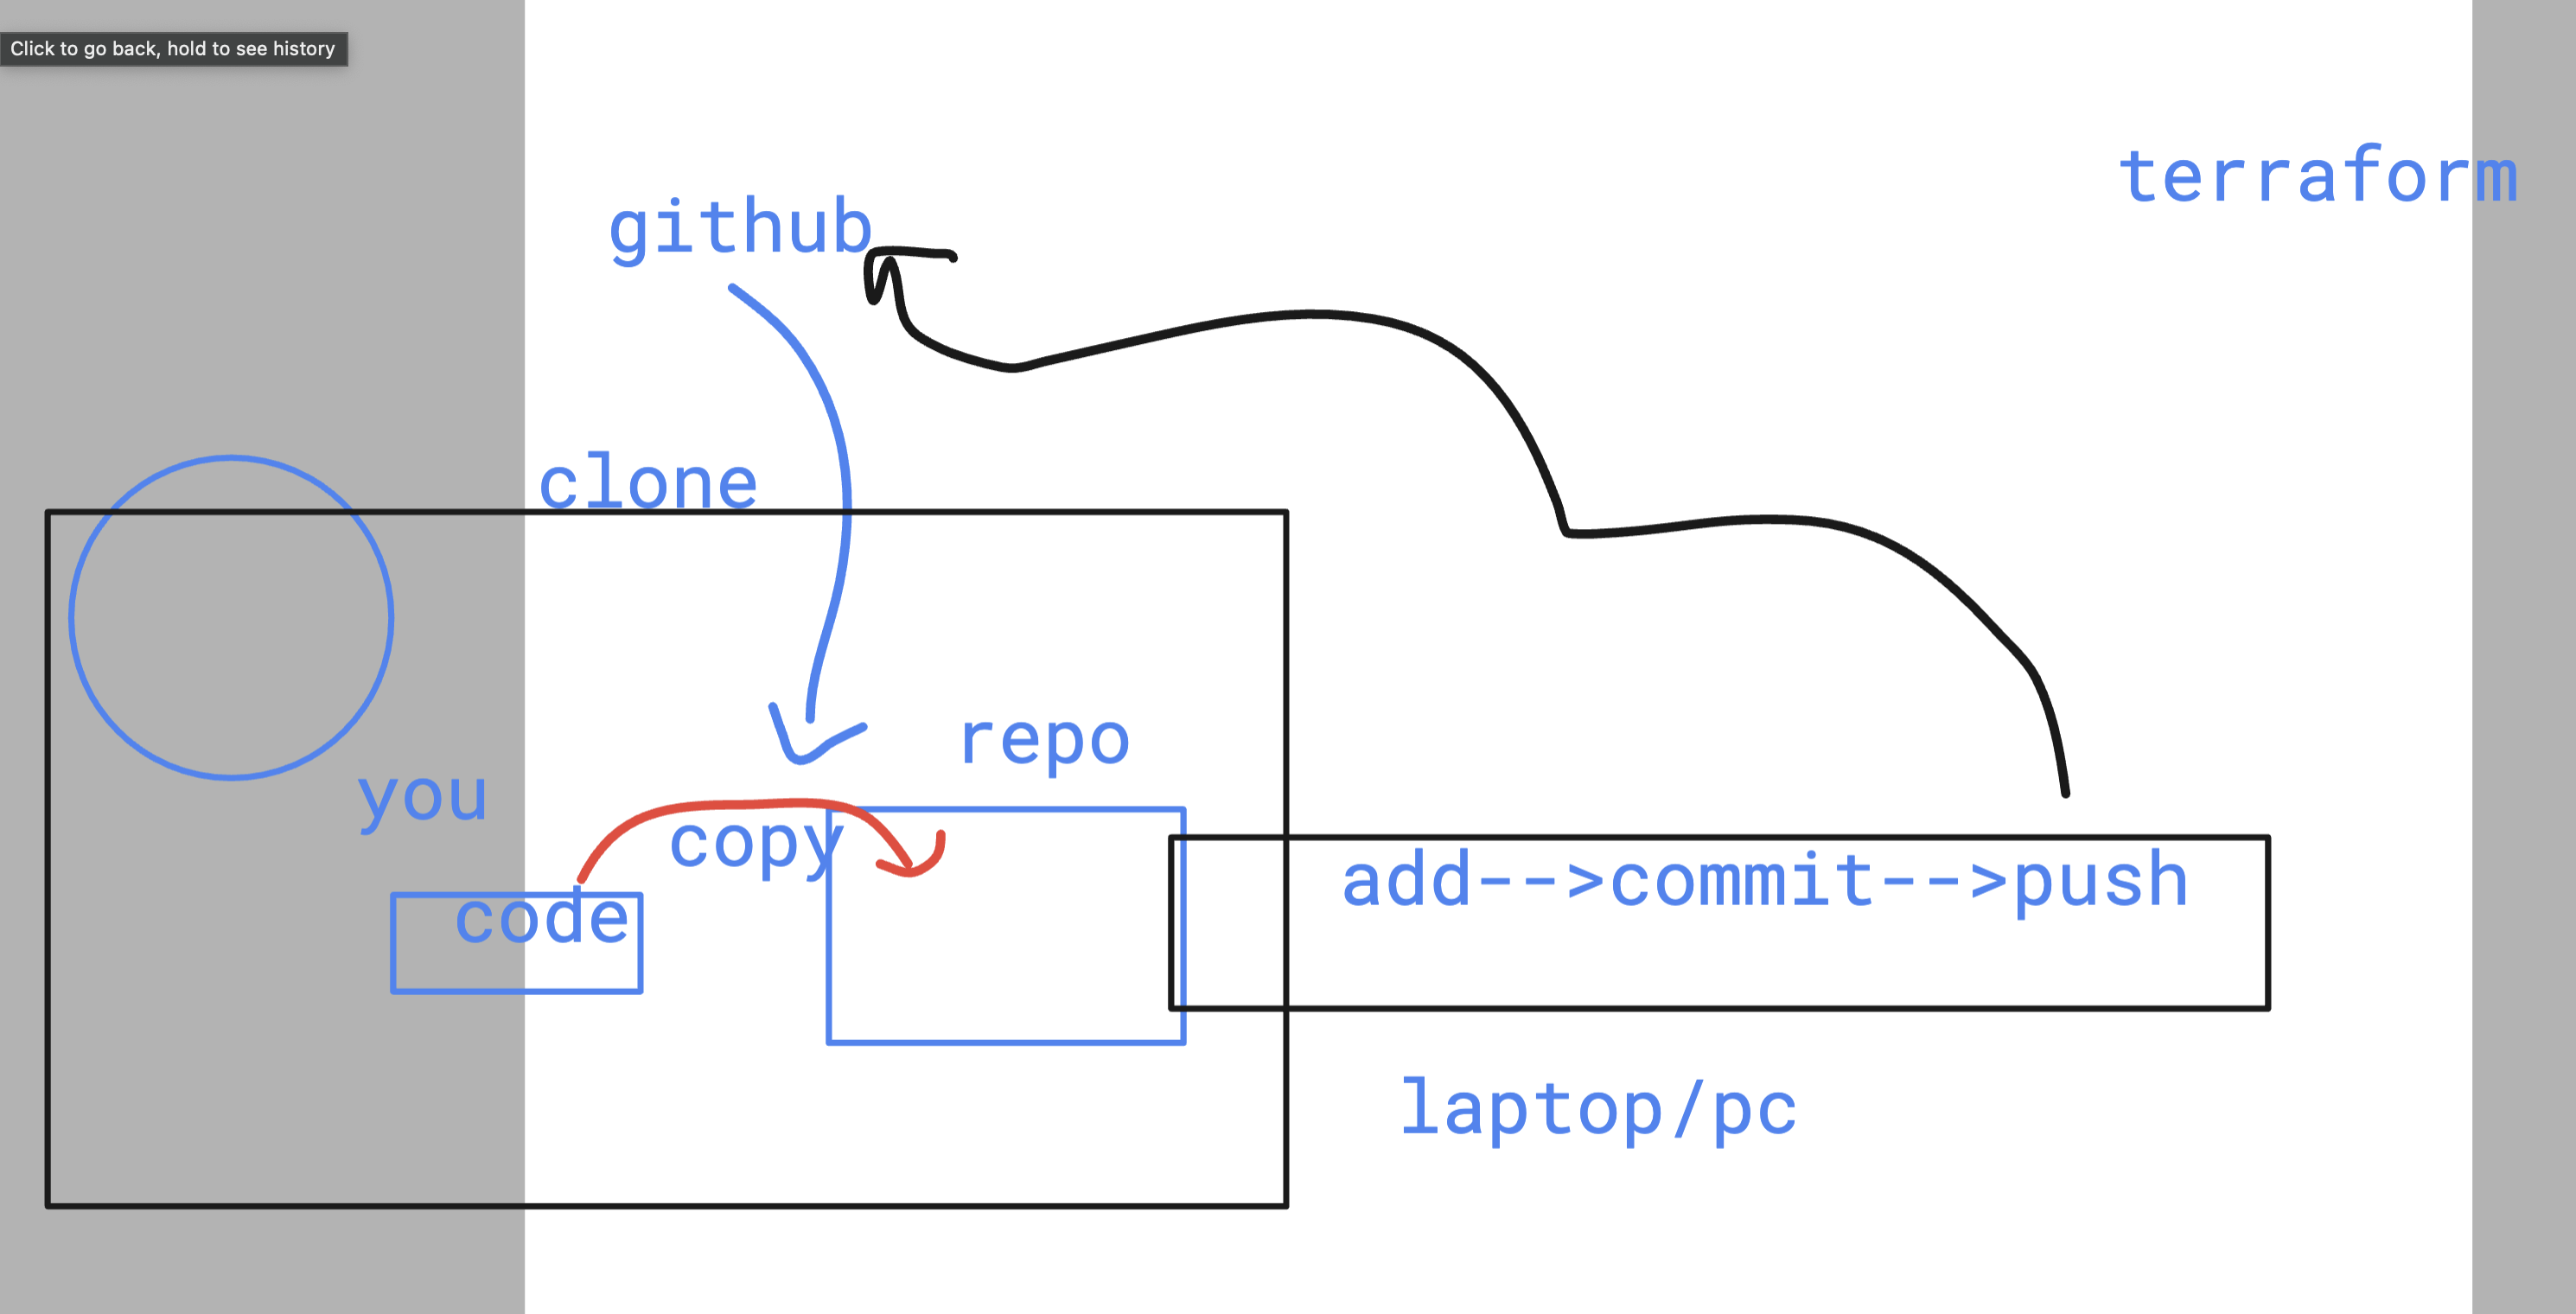 Click to go back, hold to see history
terraform
github
clone
repo
you
copy
code
add-->commit-->push
laptop/pc